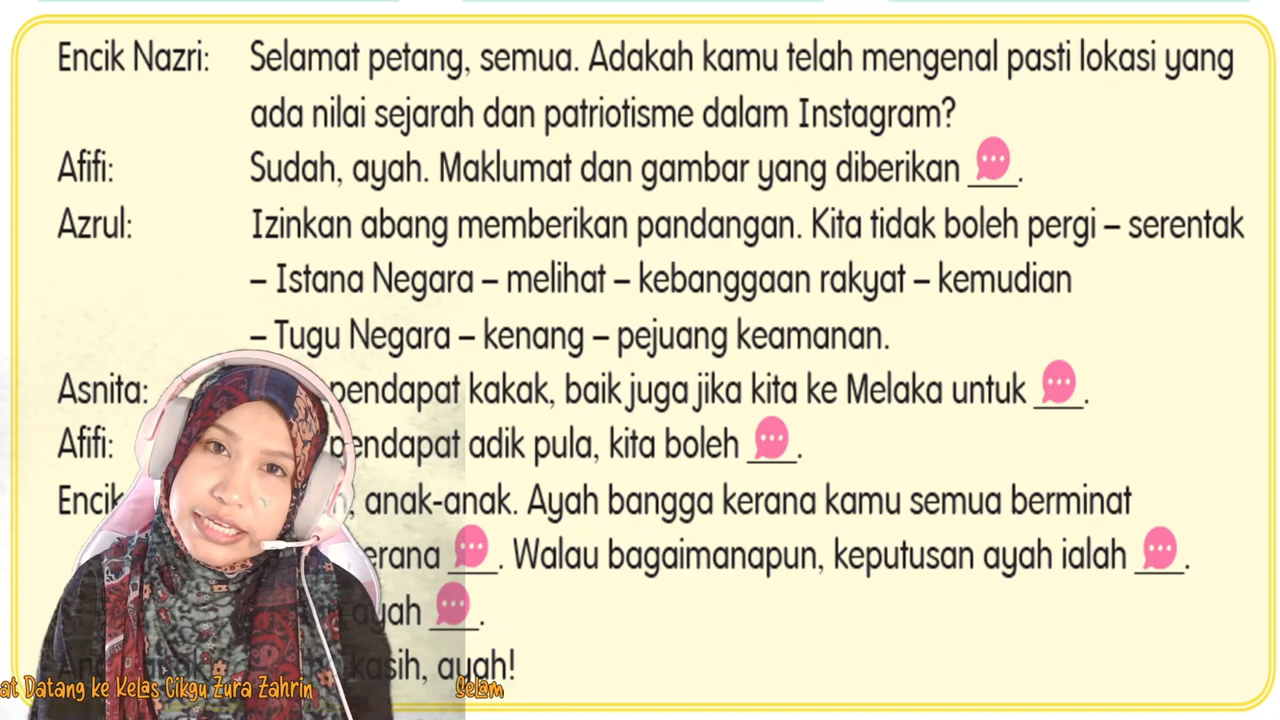 Encik Nazri: Selamat petang, semua. Adakah kamu telah mengenal pasti lokasi yang
ada nilai sejarah dan patriotisme dalam Instagram?
Afifi: Sudah, ayah. Maklumat dan gambar yang diberikan ___.
Azrul: Izinkan abang memberikan pandangan. Kita tidak boleh pergi – serentak
– Istana Negara – melihat – kebanggaan rakyat – kemudian
– Tugu Negara – kenang – pejuang keamanan.
Asnita: pendapat kakak, baik juga jika kita ke Melaka untuk ___.
Afifi: pendapat adik pula, kita boleh ___.
Encik anak-anak. Ayah bangga kerana kamu semua berminat
___. Walau bagaimanapun, keputusan ayah ialah ___.
ayah ___.
kasih, ayah!
Datang ke Kelas Cikgu Zura Zahrin Selam